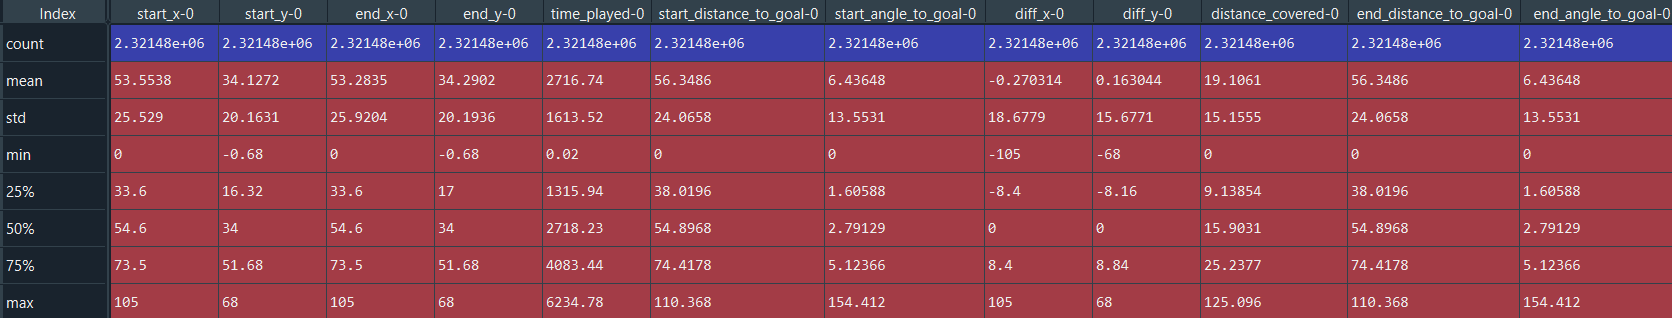 Index start_x-0 start_y-0 end_x-0 end_y-0 time_played-0 start_distance_to_goal-0 start_angle_to_goal-0 diff_x-0 diff_y-0 distance_covered-0 end_distance_to_goal-0 end_angle_to_goal-0
count 2.32148e+06 2.32148e+06 2.32148e+06 2.32148e+06 2.32148e+06 2.32148e+06 2.32148e+06 2.32148e+06 2.32148e+06 2.32148e+06 2.32148e+06 2.32148e+06
mean 53.5538 34.1272 53.2835 34.2902 2716.74 56.3486 6.43648 -0.270314 0.163044 19.1061 56.3486 6.43648
std 25.529 20.1631 25.9204 20.1936 1613.52 24.0658 13.5531 18.6779 15.6771 15.1555 24.0658 13.5531
min 0 -0.68 0 -0.68 0.02 0 0 -105 -68 0 0 0
25% 33.6 16.32 33.6 17 1315.94 38.0196 1.60588 -8.4 -8.16 9.13854 38.0196 1.60588
50% 54.6 34 54.6 34 2718.23 54.8968 2.79129 0 0 15.9031 54.8968 2.79129
75% 73.5 51.68 73.5 51.68 4083.44 74.4178 5.12366 8.4 8.84 25.2377 74.4178 5.12366
max 105 68 105 68 6234.78 110.368 154.412 105 68 125.096 110.368 154.412